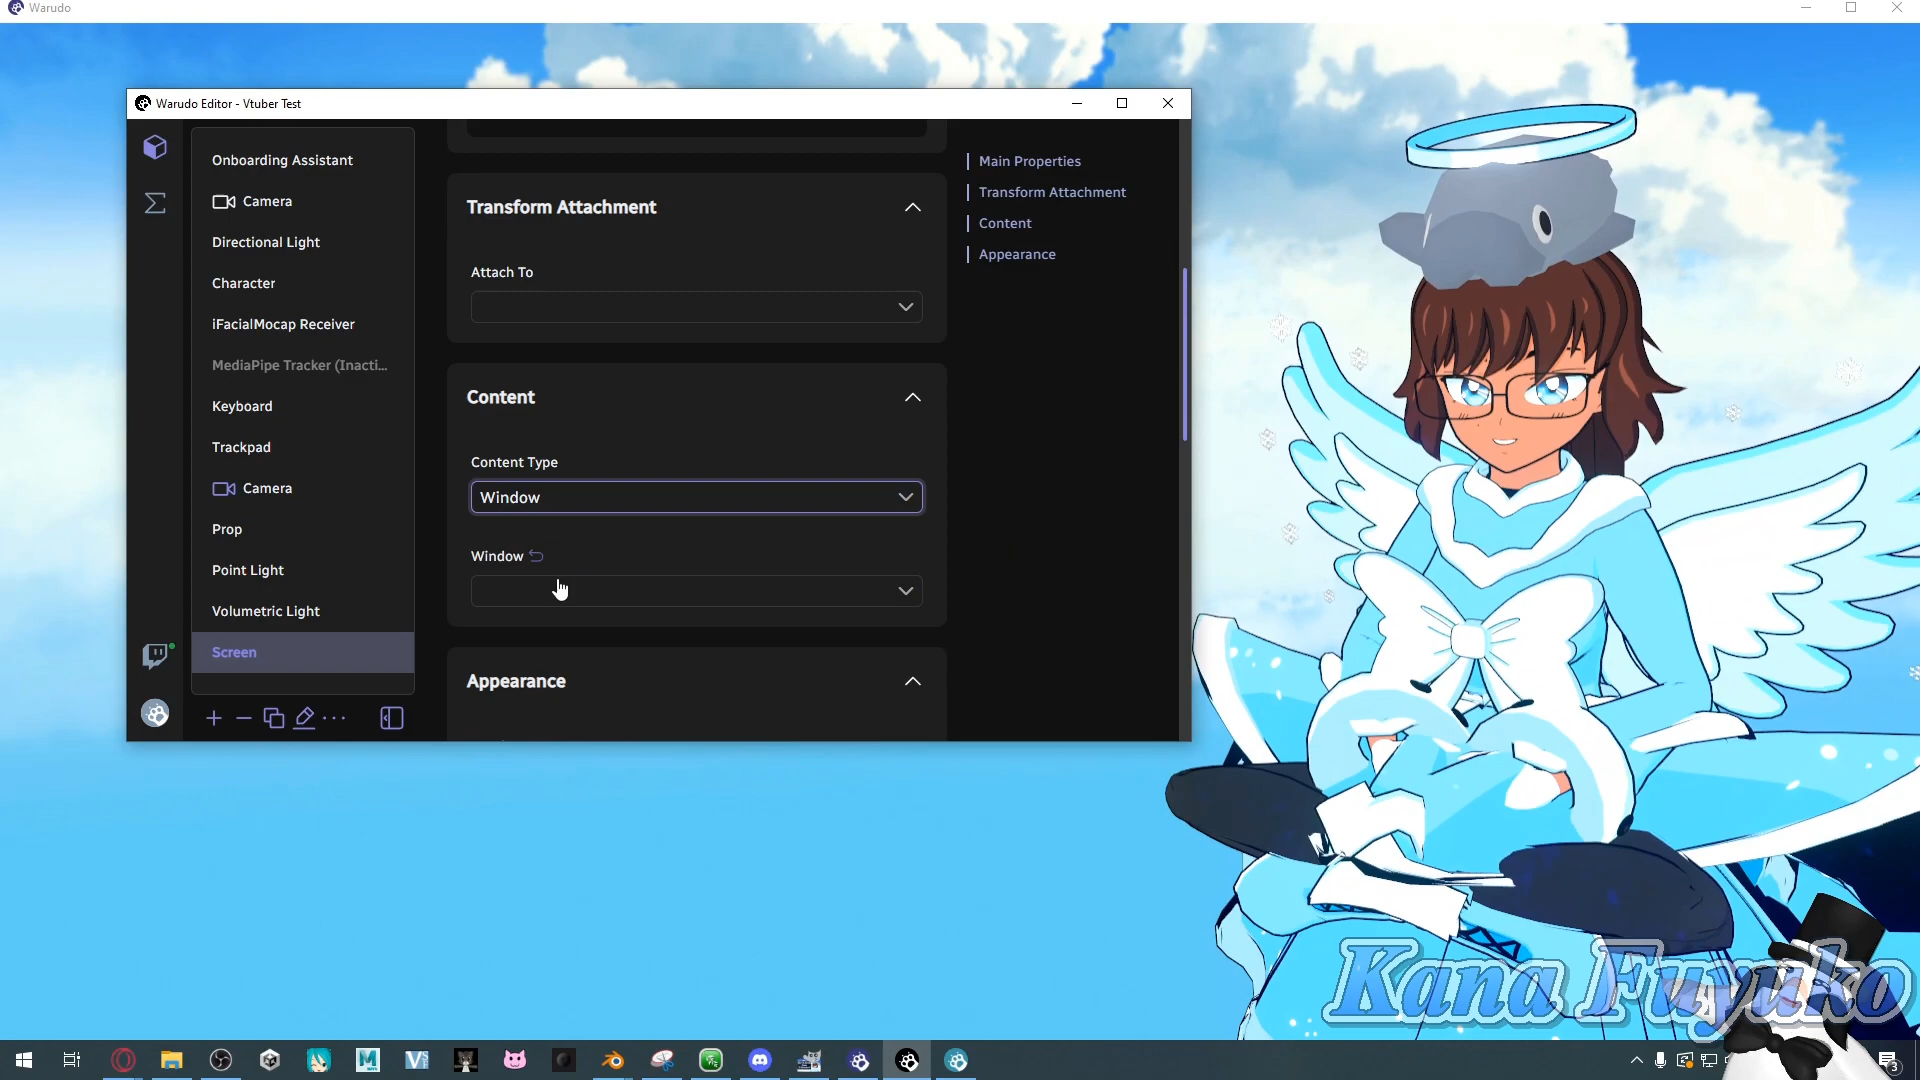 Warudo
Warudo Editor - Vtuber Test
Onboarding Assistant
Camera
Directional Light
Character
iFacialMocap Receiver
MediaPipe Tracker (Inacti...
Keyboard
Trackpad
Camera
Prop
Point Light
Volumetric Light
Screen
Transform Attachment
Attach To
Content
Content Type
Window
Window
Appearance
Main Properties
Transform Attachment
Content
Appearance
Kana Fuyuko
3